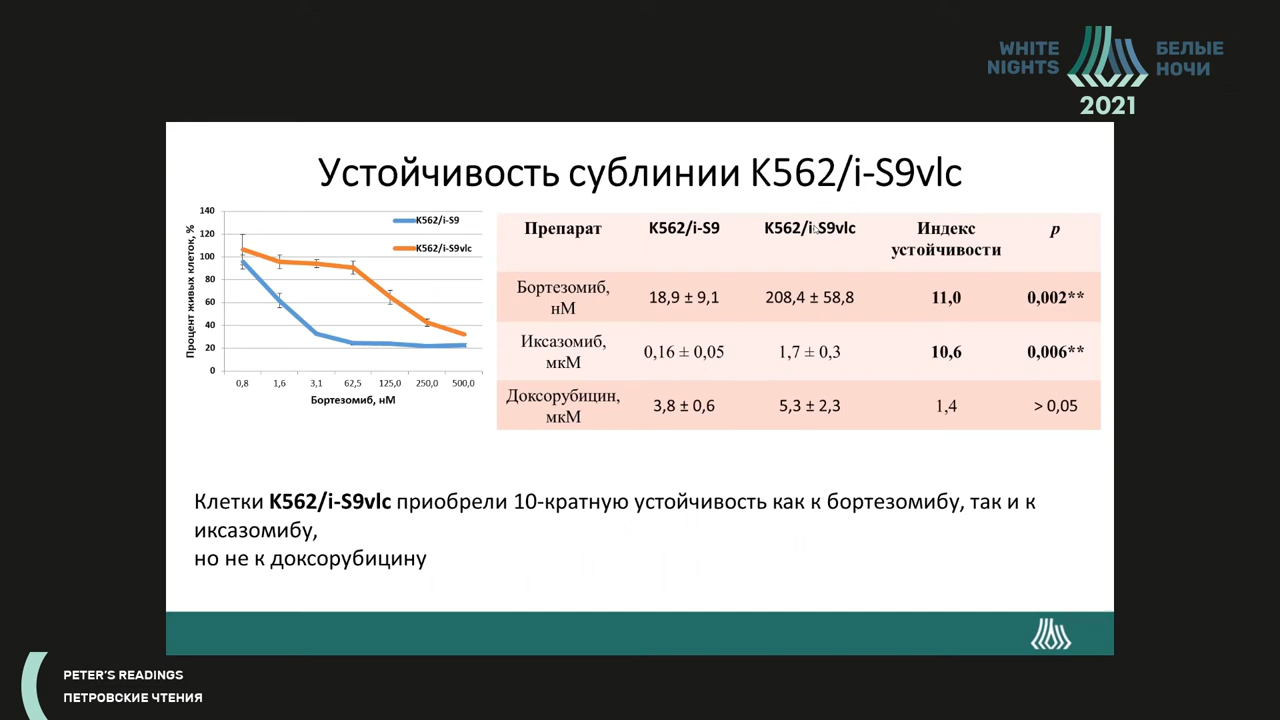 WHITE NIGHTS
БЕЛЫЕ НОЧИ
2021
Устойчивость сублинии K562/i-S9vlc
Процент живых клеток, %
140
120
100
80
60
40
20
0
K562/i-S9
K562/i-S9vlc
0,8 1,6 3,1 62,5 125,0 250,0 500,0
Бортезомиб, нМ
Препарат K562/i-S9 K562/i-S9vlc Индекс устойчивости p
Бортезомиб, нМ 18,9 ± 9,1 208,4 ± 58,8 11,0 0,002**
Иксазомиб, мкМ 0,16 ± 0,05 1,7 ± 0,3 10,6 0,006**
Доксорубицин, мкМ 3,8 ± 0,6 5,3 ± 2,3 1,4 > 0,05
Клетки K562/i-S9vlc приобрели 10-кратную устойчивость как к бортезомибу, так и к
иксазомибу,
но не к доксорубицину
PETER'S READINGS
ПЕТРОВСКИЕ ЧТЕНИЯ